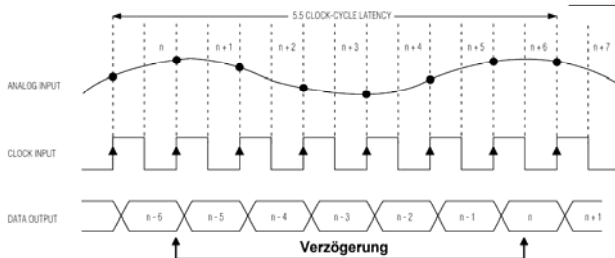 5.5 CLOCK-CYCLE LATENCY
n n + 1 n + 2 n + 3 n + 4 n + 5 n + 6 n + 7
ANALOG INPUT
CLOCK INPUT
DATA OUTPUT n - 6 n - 5 n - 4 n - 3 n - 2 n - 1 n n + 1
Verzögerung